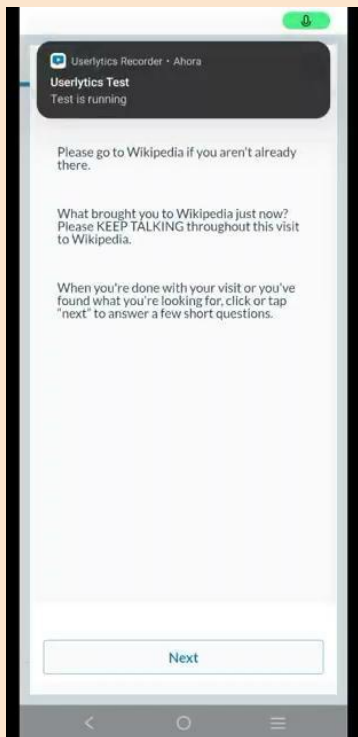 Userlytics Recorder • Ahora
Userlytics Test
Test is running
Please go to Wikipedia if you aren't already
there.
What brought you to Wikipedia just now?
Please KEEP TALKING throughout this visit
to Wikipedia.
When you're done with your visit or you've
found what you're looking for, click or tap
"next" to answer a few short questions.
Next